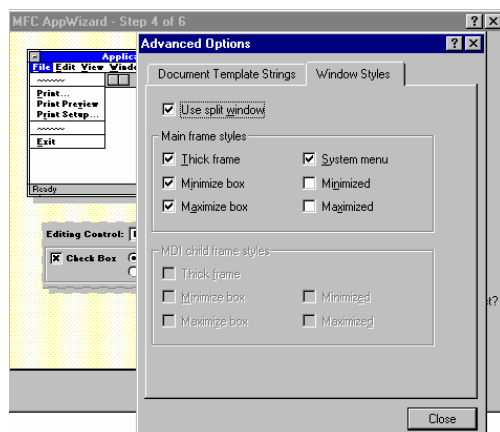 MFC AppWizard - Step 4 of 6
Advanced Options
Document Template Strings
Window Styles
Applica
File Edit View Windo
Print...
Print Preview
Print Setup...
Exit
Ready
Editing Control:
Check Box
Use split window
Main frame styles
Thick frame
System menu
Minimize box
Minimized
Maximize box
Maximized
MDI child frame styles
Thick frame
Minimize box
Minimized
Maximize box
Maximized
Close